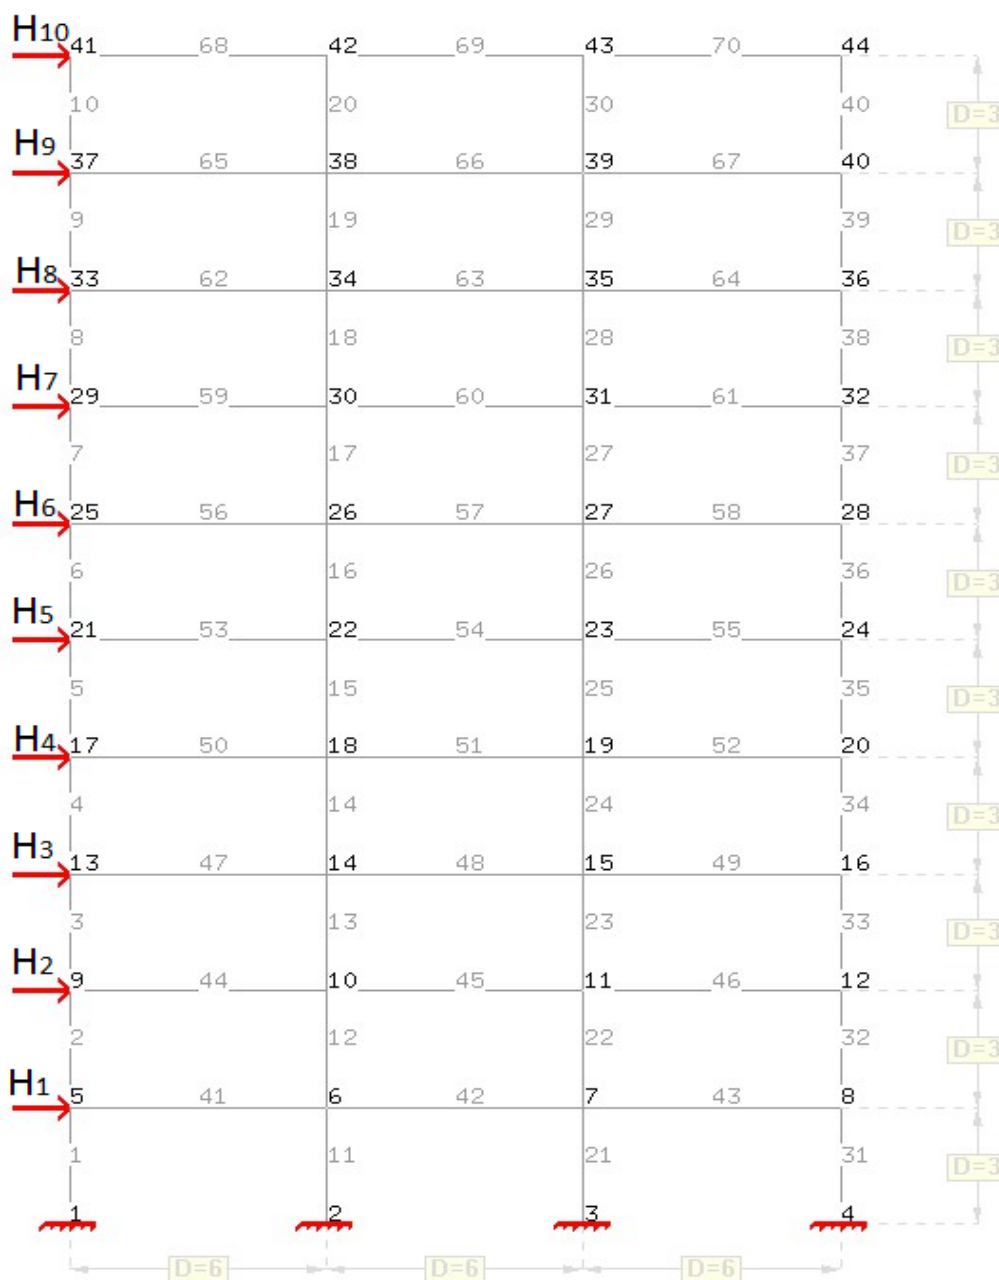 H10 41 68 42 69 43 70 44
10 20 30 40 D=3
H9 37 65 38 66 39 67 40
9 19 29 39 D=3
H8 33 62 34 63 35 64 36
8 18 28 38 D=3
H7 29 59 30 60 31 61 32
7 17 27 37 D=3
H6 25 56 26 57 27 58 28
6 16 26 36 D=3
H5 21 53 22 54 23 55 24
5 15 25 35 D=3
H4 17 50 18 51 19 52 20
4 14 24 34 D=3
H3 13 47 14 48 15 49 16
3 13 23 33 D=3
H2 9 44 10 45 11 46 12
2 12 22 32 D=3
H1 5 41 6 42 7 43 8
1 11 21 31 D=3
1 2 3 4
D=6 D=6 D=6